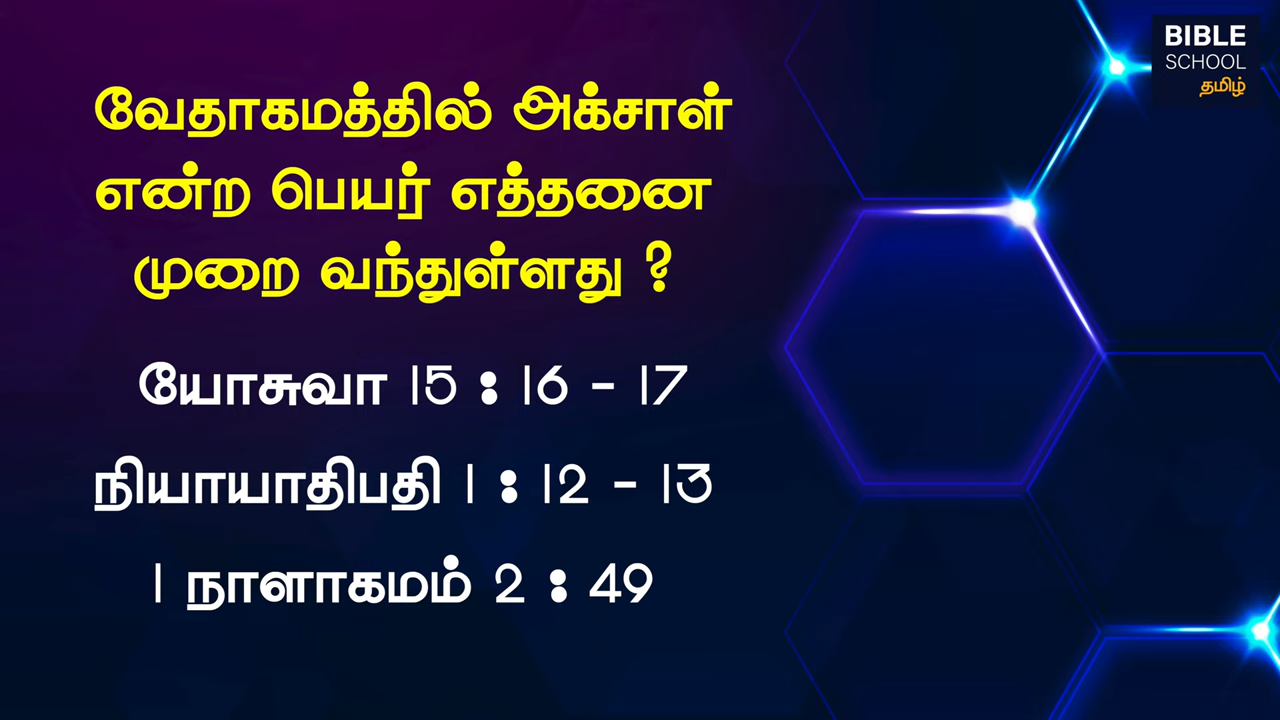 BIBLE
SCHOOL
தமிழ்
வேதாகமத்தில் அக்சாள்
என்ற பெயர் எத்தனை
முறை வந்துள்ளது ?
யோசுவா 15 : 16 - 17
நியாயாதிபதி 1 : 12 - 13
1 நாளாகமம் 2 : 49